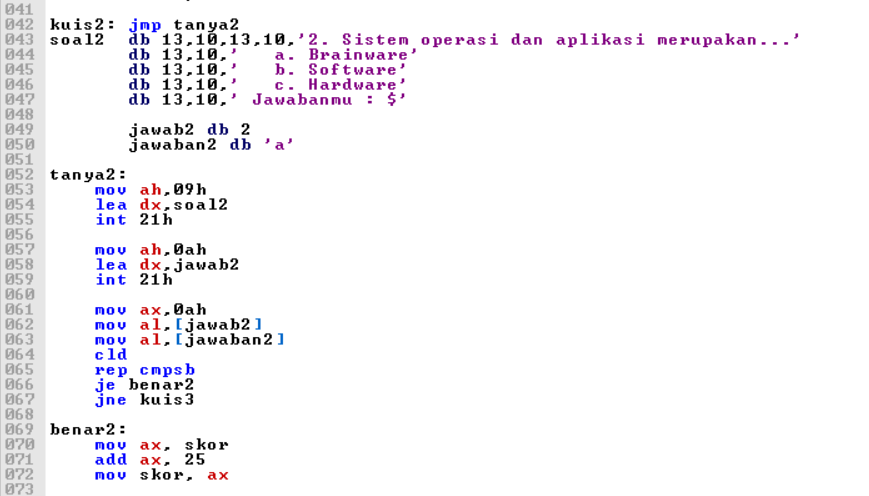 041
042 kuis2: jmp tanya2
043 soal2  db 13,10,13,10,'2. Sistem operasi dan aplikasi merupakan...'
044        db 13,10,'    a. Brainware'
045        db 13,10,'    b. Software'
046        db 13,10,'    c. Hardware'
047        db 13,10,' Jawabanmu : $'
048
049        jawab2 db 2
050        jawaban2 db 'a'
051
052 tanya2:
053     mov ah,09h
054     lea dx,soal2
055     int 21h
056
057     mov ah,0ah
058     lea dx,jawab2
059     int 21h
060
061     mov ax,0ah
062     mov al,[jawab2]
063     mov al,[jawaban2]
064     cld
065     rep cmpsb
066     je benar2
067     jne kuis3
068
069 benar2:
070     mov ax, skor
071     add ax, 25
072     mov skor, ax
073